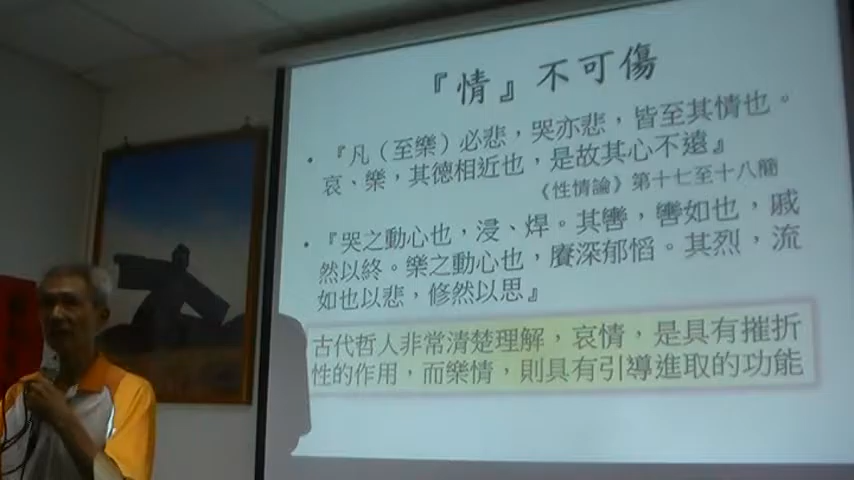 『情』不可傷
• 『凡（至樂）必悲，哭亦悲，皆至其情也。
哀、樂，其德相近也，是故其心不遠』
《性情論》第十七至十八簡
• 『哭之動心也，浸、焊。其轡，轡如也，戚
然以終。樂之動心也，賡深郁慆。其烈，流
如也以悲，修然以思』
古代哲人非常清楚理解，哀情，是具有摧折
性的作用，而樂情，則具有引導進取的功能